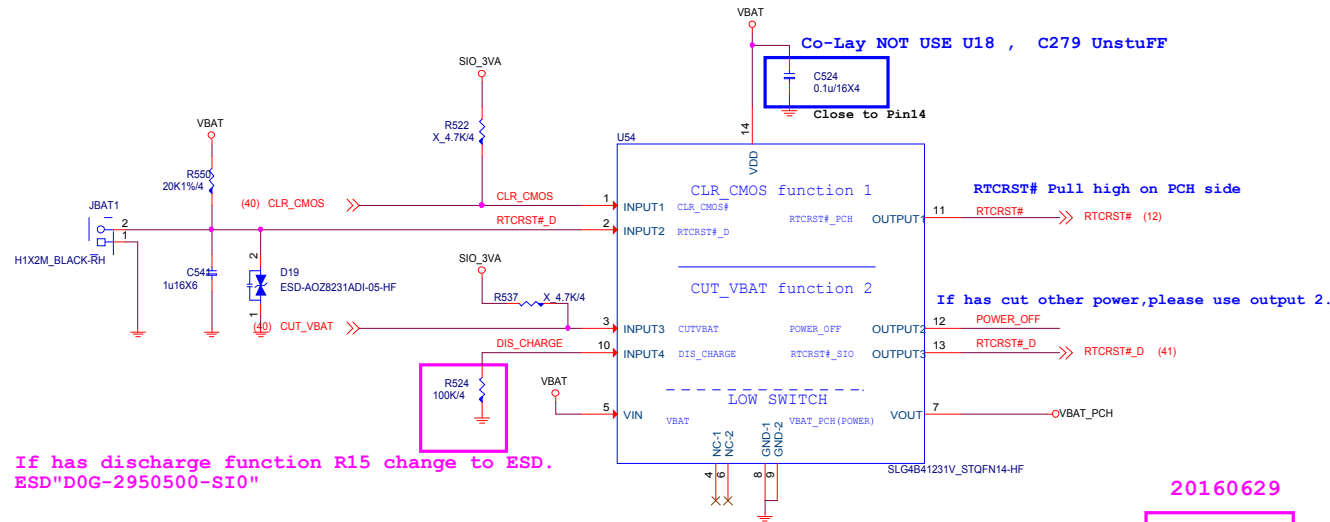 VBAT
Co-Lay NOT USE U18 , C279 UnstuFF
SIO_3VA
C524
0.1u/16X4
Close to Pin14
R522
X_4.7K/4
VBAT
U54
14
VDD
R550
20K1%/4
CLR_CMOS function 1
RTCRST# Pull high on PCH side
JBAT1
(40) CLR_CMOS
CLR_CMOS
1
INPUT1
CLR_CMOS#
RTCRST#_PCH
OUTPUT1
11
RTCRST#
RTCRST# (12)
2
1
RTCRST#_D
2
INPUT2
RTCRST#_D
H1X2M_BLACK-RH
C541
1u16X6
2
D19
ESD-AOZ8231ADI-05-HF
1
SIO_3VA
CUT_VBAT function 2
R537
X_4.7K/4
If has cut other power,please use output 2.
(40) CUT_VBAT
3
INPUT3
CUTVBAT
POWER_OFF
OUTPUT2
12
POWER_OFF
DIS_CHARGE
10
INPUT4
DIS_CHARGE
RTCRST#_SIO
OUTPUT3
13
RTCRST#_D
RTCRST#_D (41)
R524
100K/4
VBAT
LOW SWITCH
5
VIN
VBAT
VBAT_PCH(POWER)
VOUT
7
VBAT_PCH
NC-1
NC-2
GND-1
GND-2
4
6
8
9
SLG4B41231V_STQFN14-HF
If has discharge function R15 change to ESD.
ESD"D0G-2950500-SI0"
20160629